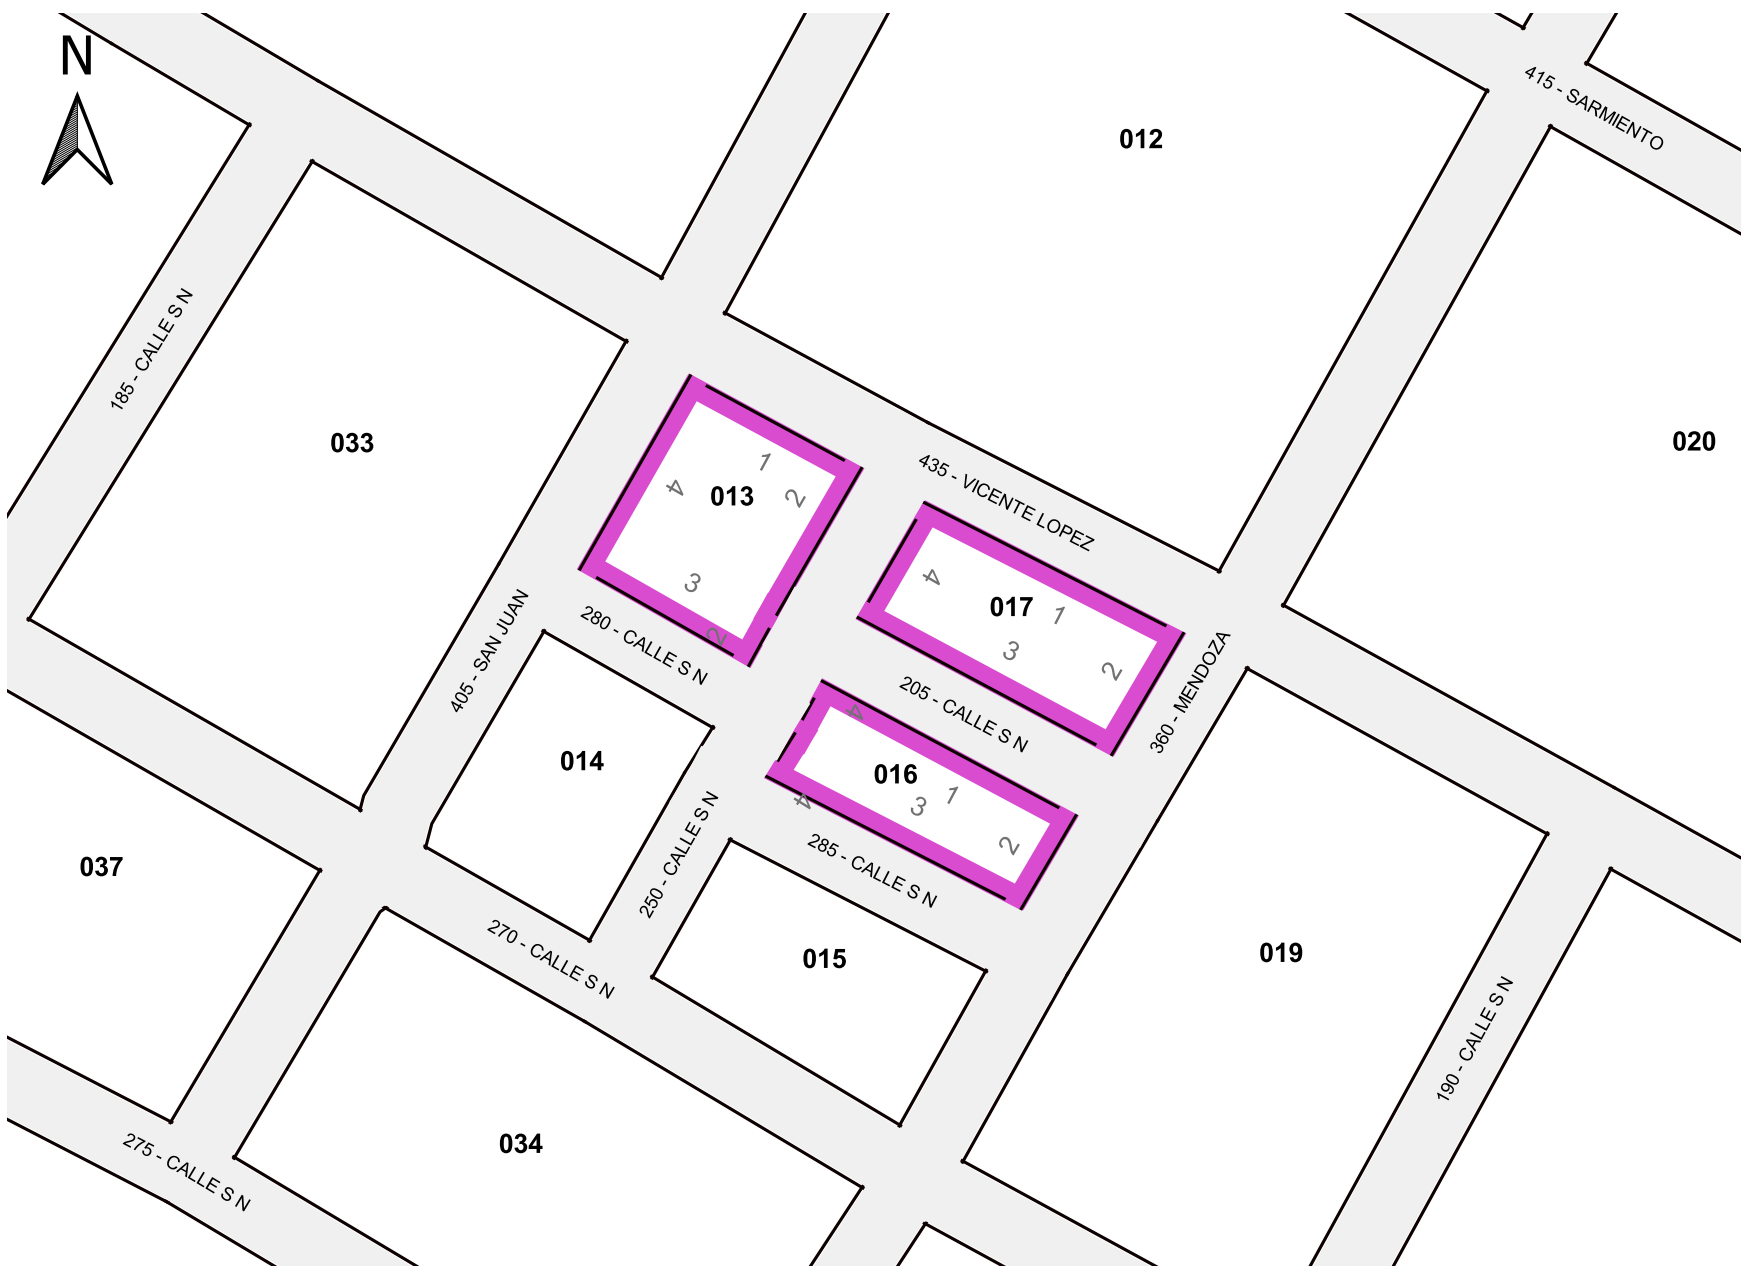 N
415 - SARMIENTO
012
185 - CALLE S N
033
020
435 - VICENTE LOPEZ
1
013
2
4
3
2
017
1
4
3
2
280 - CALLE S N
405 - SAN JUAN
205 - CALLE S N
360 - MENDOZA
4
014
016
1
3
4
2
250 - CALLE S N
285 - CALLE S N
037
270 - CALLE S N
015
019
190 - CALLE S N
034
275 - CALLE S N